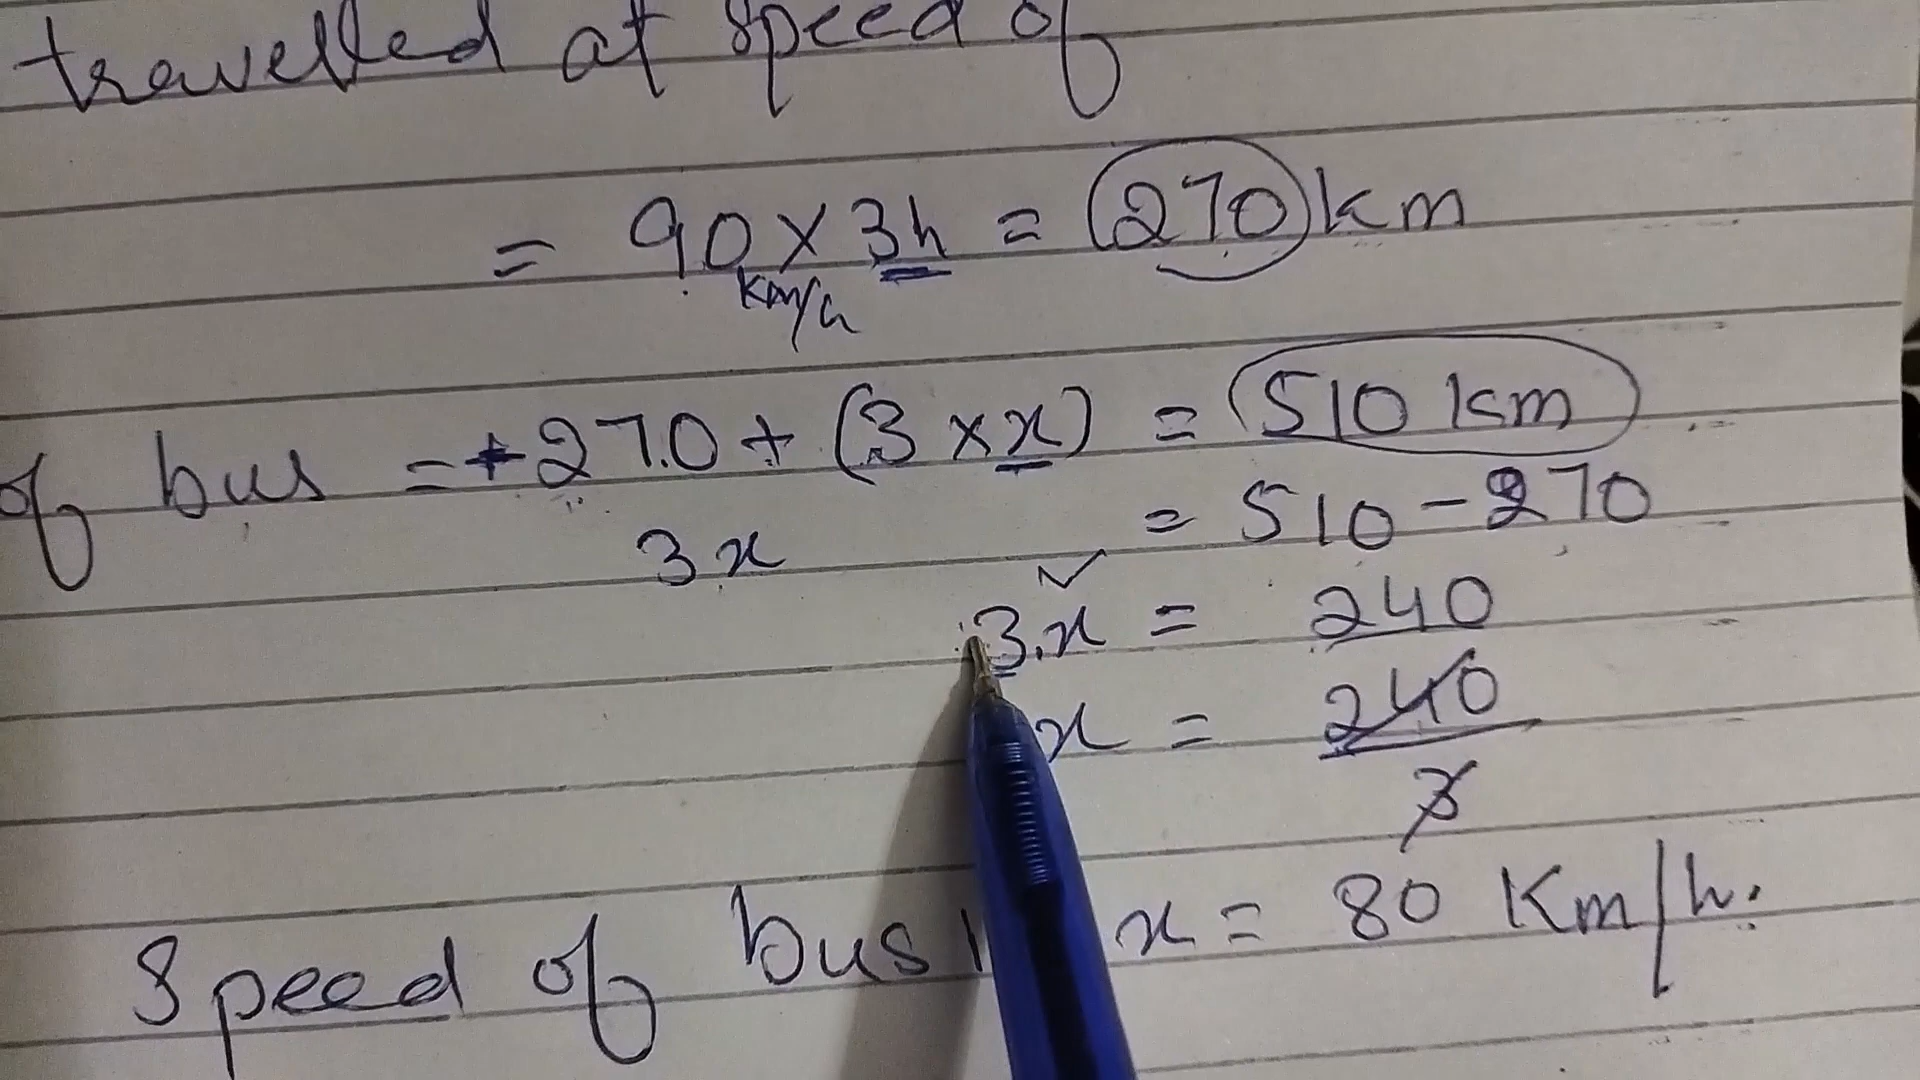 travelled at speed of
= 90 × 3h = 270 km
km/h
of bus = +270 + (3 × x) = 510 km
3x = 510 - 270
3x = 240
x = 240/3
Speed of bus x = 80 Km/h.